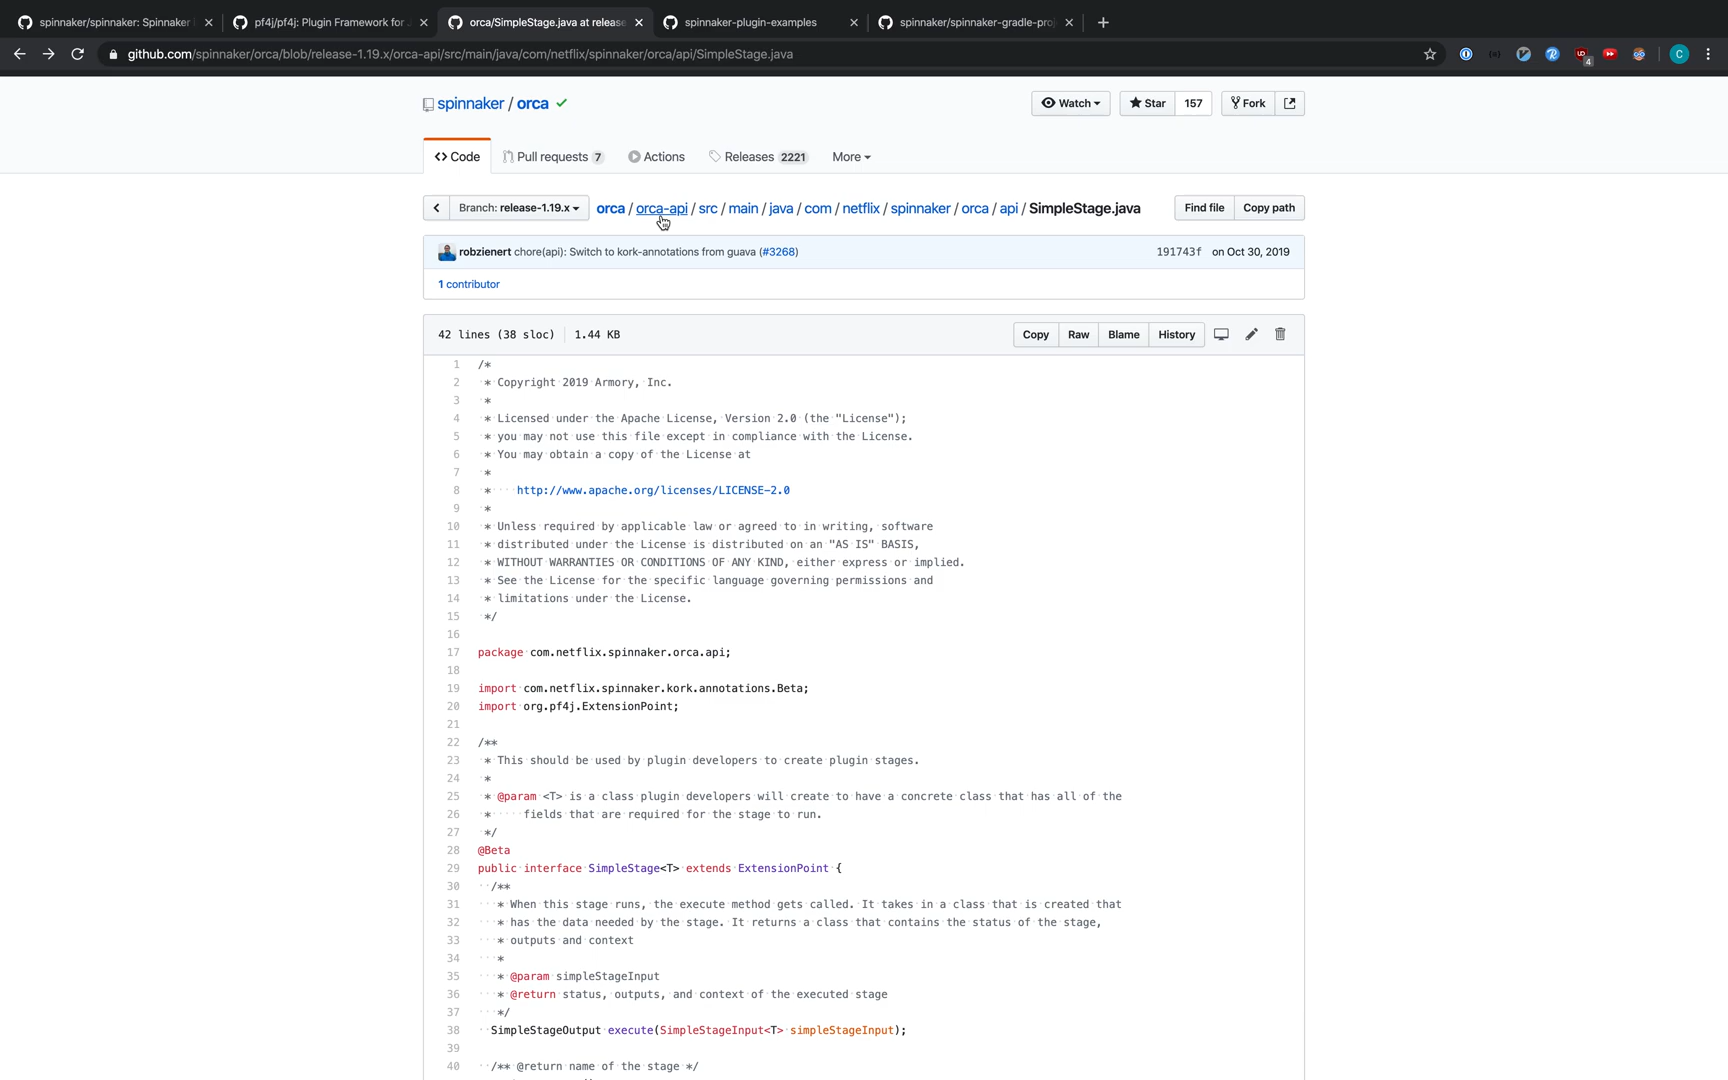 spinnaker/spinnaker: Spinnaker
pf4j/pf4j: Plugin Framework for J
orca/SimpleStage.java at release
spinnaker-plugin-examples
spinnaker/spinnaker-gradle-proj
github.com/spinnaker/orca/blob/release-1.19.x/orca-api/src/main/java/com/netflix/spinnaker/orca/api/SimpleStage.java
4
C
spinnaker / orca
Watch
Star 157
Fork
Code
Pull requests 7
Actions
Releases 2221
More
Branch: release-1.19.x
orca / orca-api / src / main / java / com / netflix / spinnaker / orca / api / SimpleStage.java
Find file
Copy path
robzienert chore(api): Switch to kork-annotations from guava (#3268)
191743f on Oct 30, 2019
1 contributor
42 lines (38 sloc) 1.44 KB
Copy
Raw
Blame
History
1 /*
2 * Copyright 2019 Armory, Inc.
3 *
4 * Licensed under the Apache License, Version 2.0 (the "License");
5 * you may not use this file except in compliance with the License.
6 * You may obtain a copy of the License at
7 *
8 * http://www.apache.org/licenses/LICENSE-2.0
9 *
10 * Unless required by applicable law or agreed to in writing, software
11 * distributed under the License is distributed on an "AS IS" BASIS,
12 * WITHOUT WARRANTIES OR CONDITIONS OF ANY KIND, either express or implied.
13 * See the License for the specific language governing permissions and
14 * limitations under the License.
15 */
16
17 package com.netflix.spinnaker.orca.api;
18
19 import com.netflix.spinnaker.kork.annotations.Beta;
20 import org.pf4j.ExtensionPoint;
21
22 /**
23 * This should be used by plugin developers to create plugin stages.
24 *
25 * @param <T> is a class plugin developers will create to have a concrete class that has all of the
26 * fields that are required for the stage to run.
27 */
28 @Beta
29 public interface SimpleStage<T> extends ExtensionPoint {
30 /**
31 * When this stage runs, the execute method gets called. It takes in a class that is created that
32 * has the data needed by the stage. It returns a class that contains the status of the stage,
33 * outputs and context
34 *
35 * @param simpleStageInput
36 * @return status, outputs, and context of the executed stage
37 */
38 SimpleStageOutput execute(SimpleStageInput<T> simpleStageInput);
39
40 /** @return name of the stage */